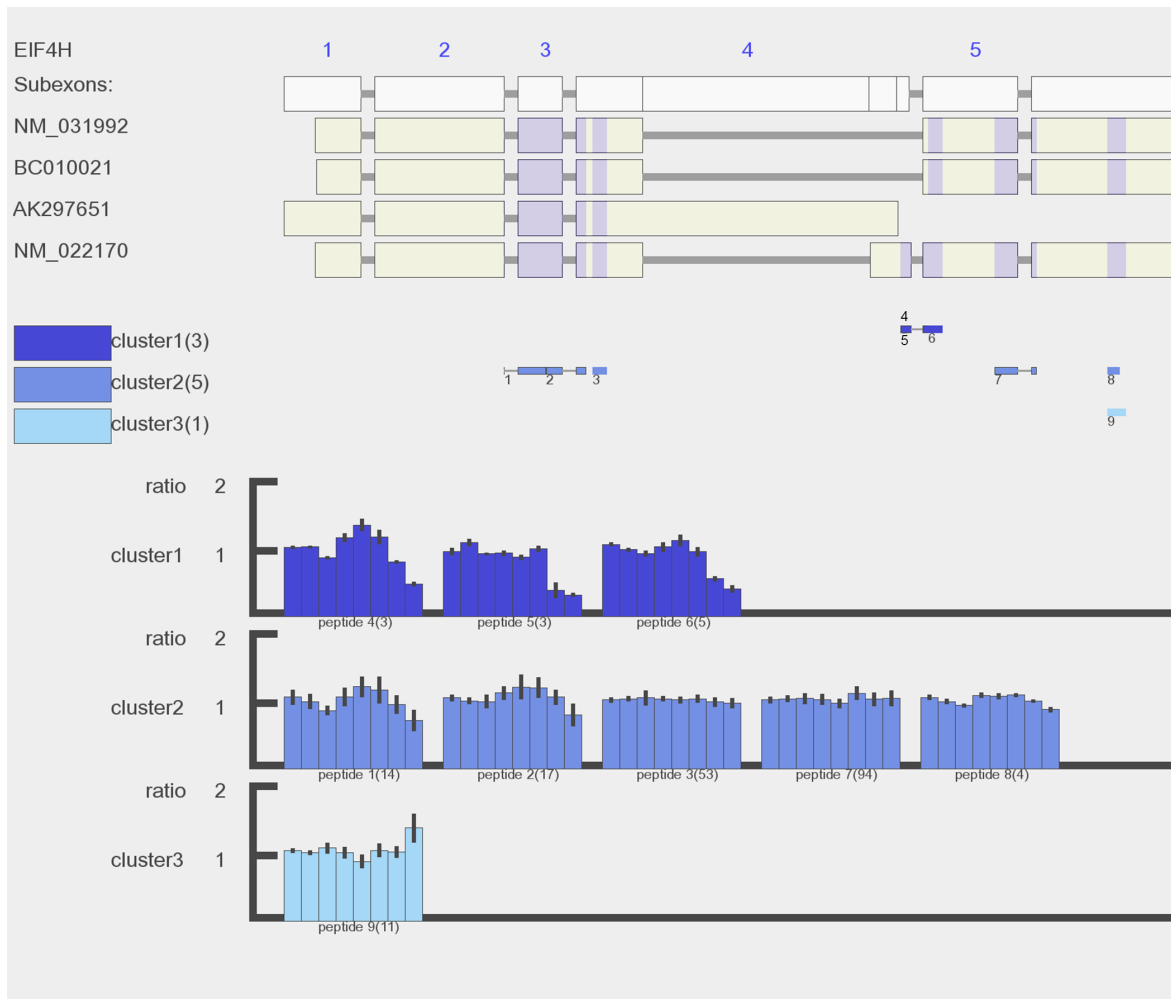 EIF4H 1 2 3 4 5
Subexons:
NM_031992
BC010021
AK297651
NM_022170
4
cluster1(3) 5 6
cluster2(5) 1 2 3 7 8
cluster3(1) 9
ratio 2
cluster1 1
peptide 4(3) peptide 5(3) peptide 6(5)
ratio 2
cluster2 1
peptide 1(14) peptide 2(17) peptide 3(53) peptide 7(94) peptide 8(4)
ratio 2
cluster3 1
peptide 9(11)